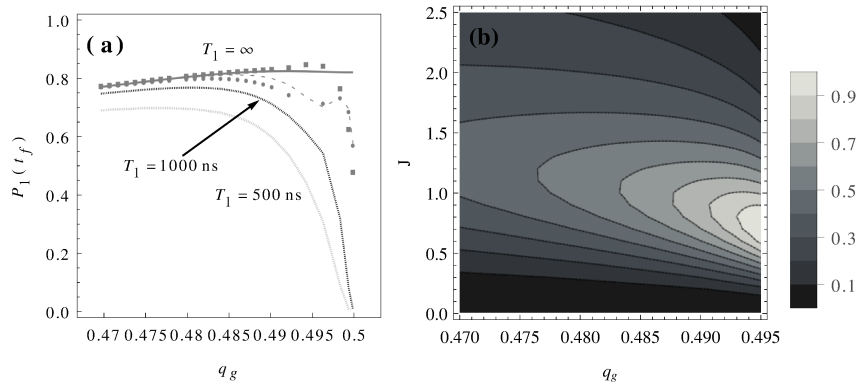 (a)
T1 = ∞
T1 = 1000 ns
T1 = 500 ns
P1(tf)
1.0
0.8
0.6
0.4
0.2
0.0
0.47 0.475 0.48 0.485 0.49 0.495 0.5
qg
(b)
J
2.5
2.0
1.5
1.0
0.5
0.0
0.470 0.475 0.480 0.485 0.490 0.495
qg
0.9
0.7
0.5
0.3
0.1